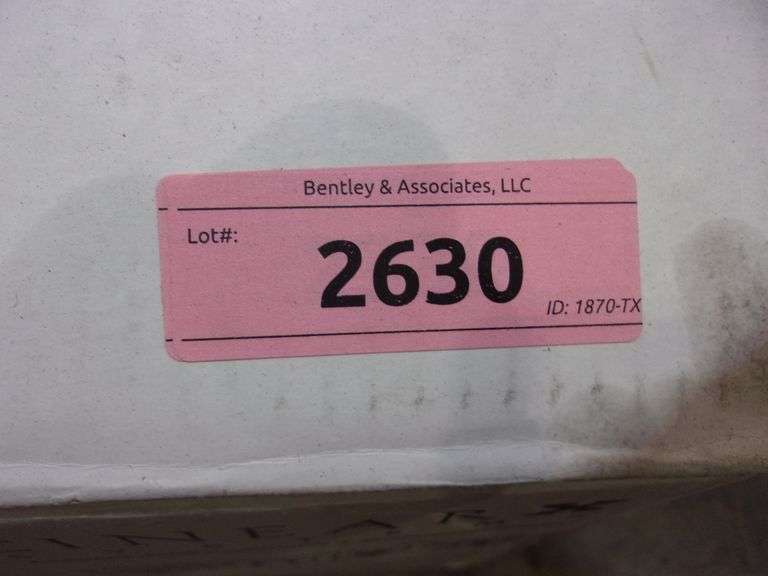 Bentley & Associates, LLC
Lot#:
2630
ID: 1870-TX